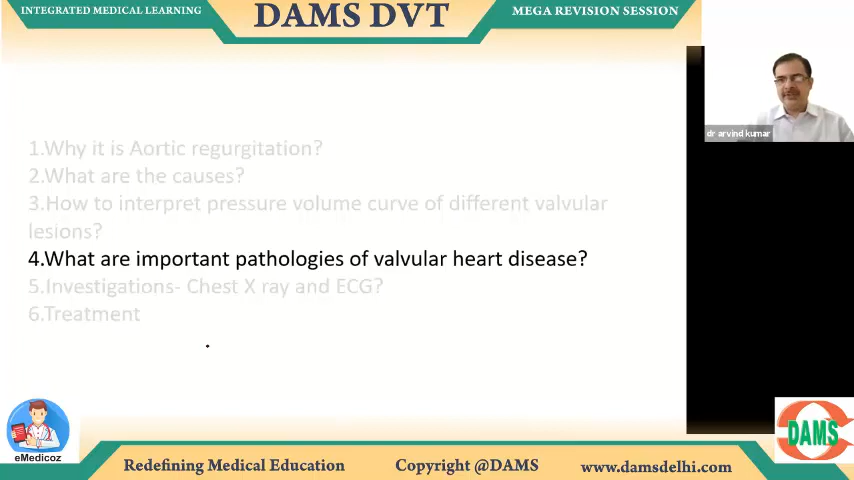 INTEGRATED MEDICAL LEARNING
DAMS DVT
MEGA REVISION SESSION
dr arvind kumar
1.Why it is Aortic regurgitation?
2.What are the causes?
3.How to interpret pressure volume curve of different valvular
lesions?
4.What are important pathologies of valvular heart disease?
5.Investigations- Chest X ray and ECG?
6.Treatment
eMedicoz
DAMS
Redefining Medical Education
Copyright @DAMS
www.damsdelhi.com